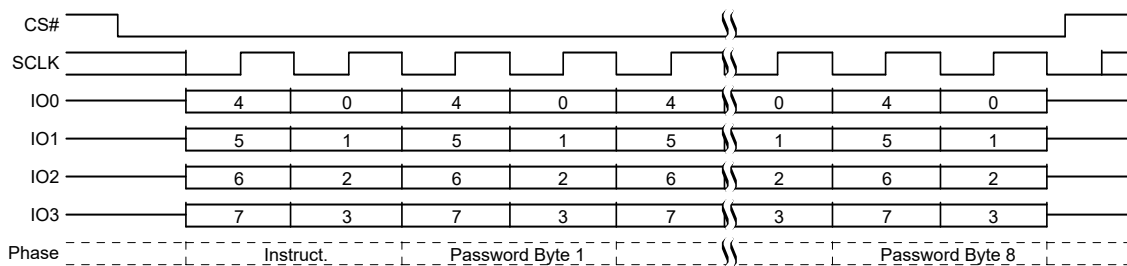 CS#
SCLK
IO0 4 0 4 0 4 0 4 0
IO1 5 1 5 1 5 1 5 1
IO2 6 2 6 2 6 2 6 2
IO3 7 3 7 3 7 3 7 3
Phase Instruct. Password Byte 1 Password Byte 8